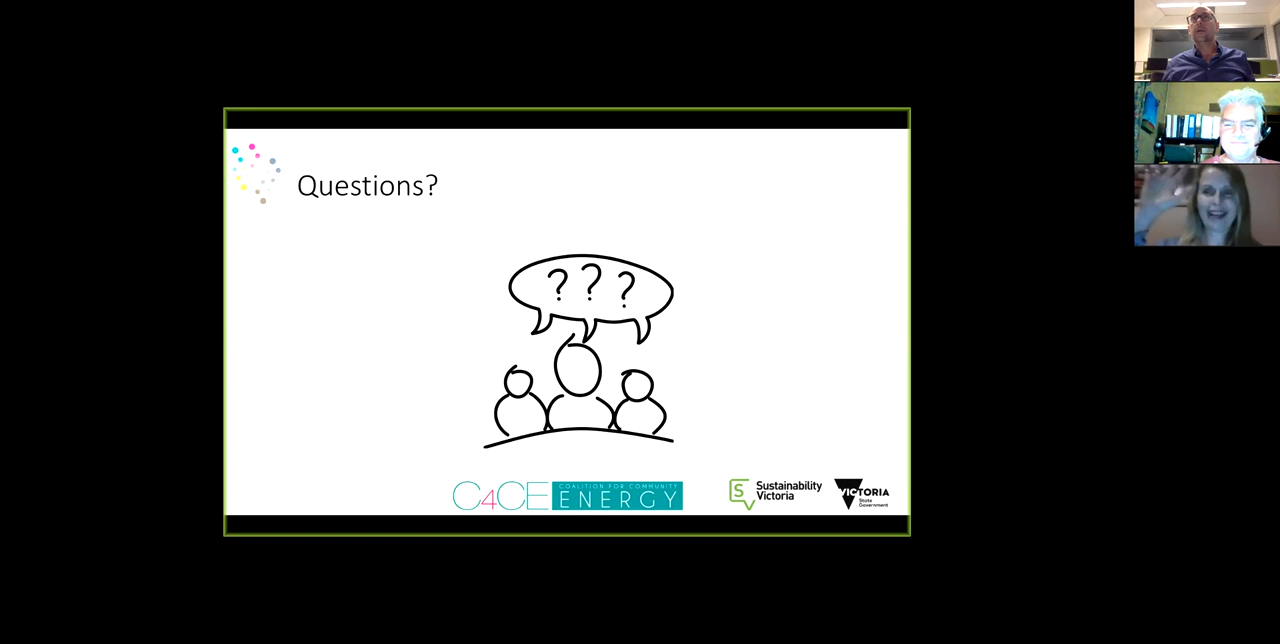 Questions?
? ? ?
C4CE
COALITION FOR COMMUNITY
ENERGY
S
Sustainability
Victoria
VICTORIA
State
Government